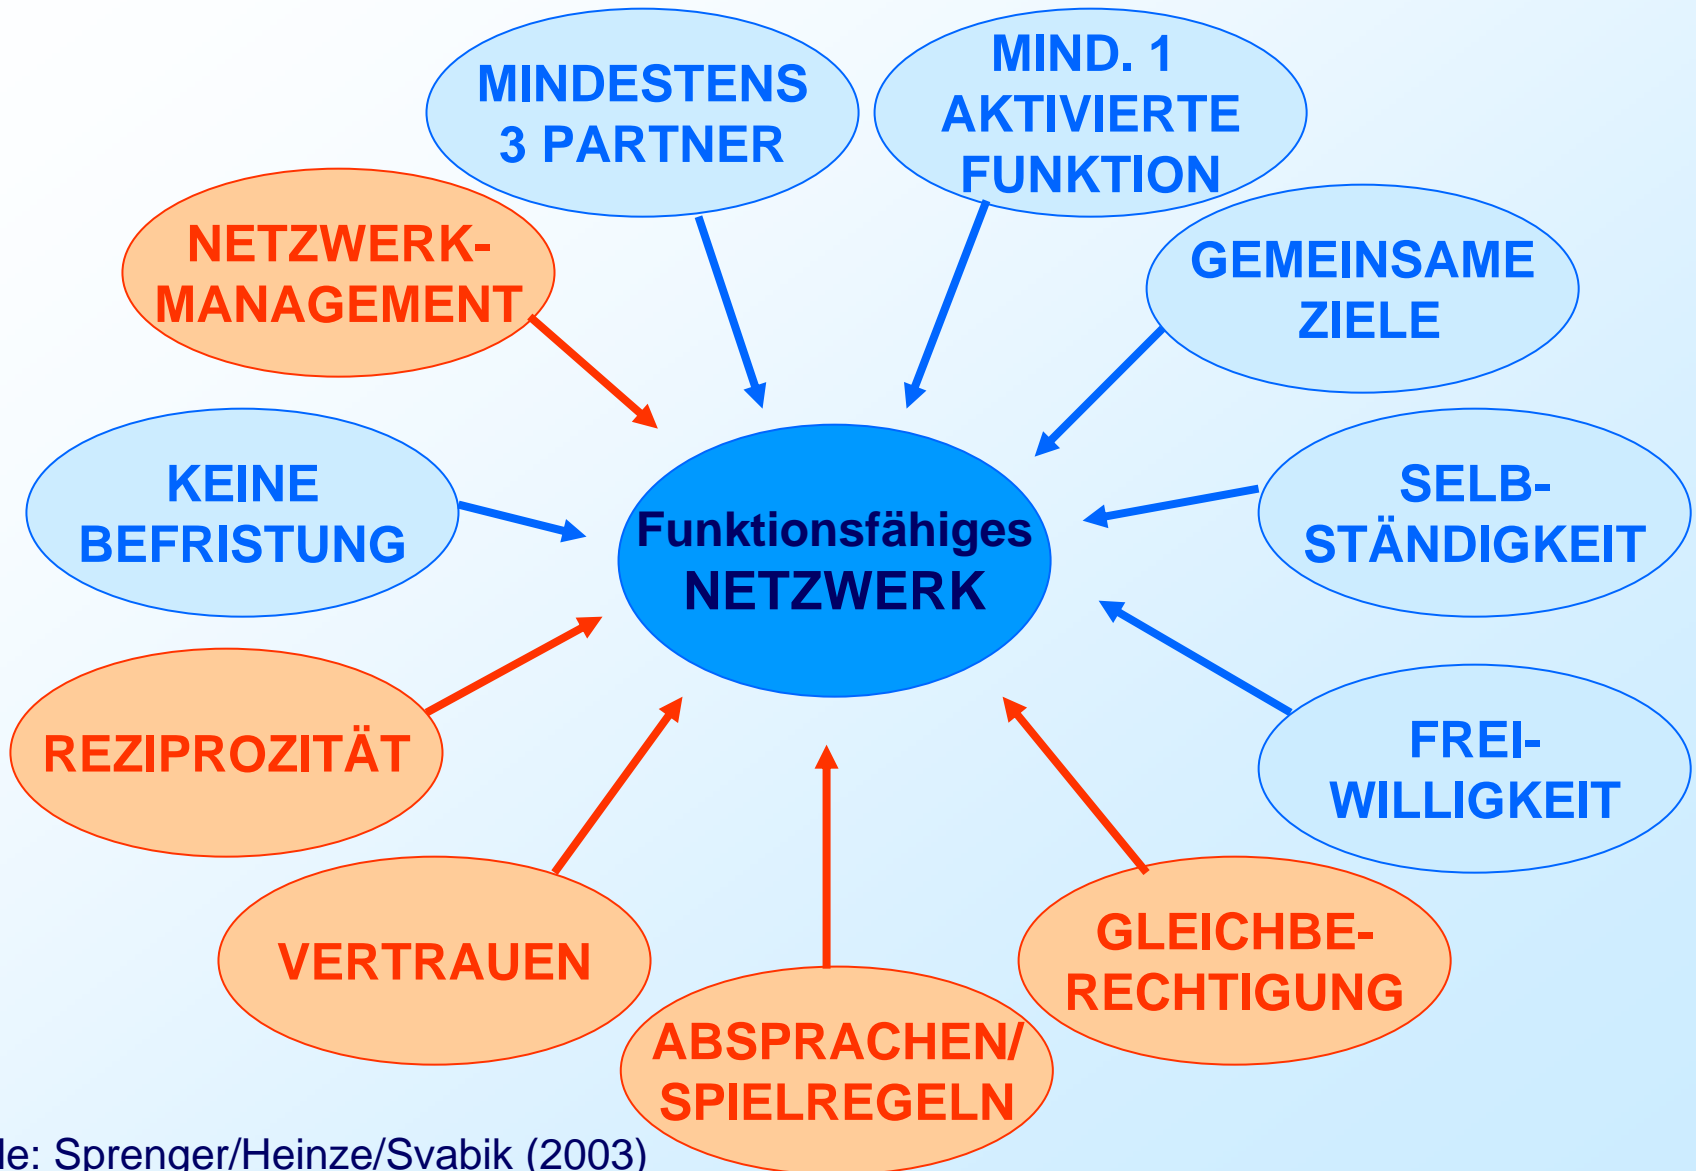 MINDESTENS
3 PARTNER
MIND. 1
AKTIVIERTE
FUNKTION
GEMEINSAME
ZIELE
SELB-
STÄNDIGKEIT
FREI-
WILLIGKEIT
GLEICHBE-
RECHTIGUNG
ABSPRACHEN/
SPIELREGELN
VERTRAUEN
REZIPROZITÄT
KEINE
BEFRISTUNG
NETZWERK-
MANAGEMENT
Funktionsfähiges
NETZWERK
le: Sprenger/Heinze/Svabik (2003)